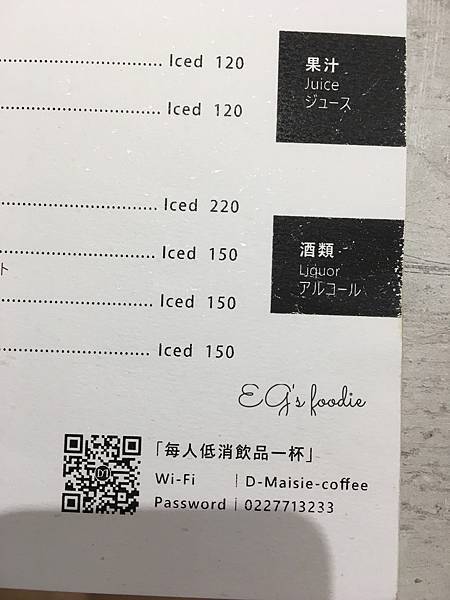 Iced 120
果汁
Juice
ジュース
Iced 120
Iced 220
酒類
Liquor
アルコール
Iced 150
ト
Iced 150
Iced 150
EG's foodie
「每人低消飲品一杯」
Wi-Fi | D-Maisie-coffee
Password | 0227713233